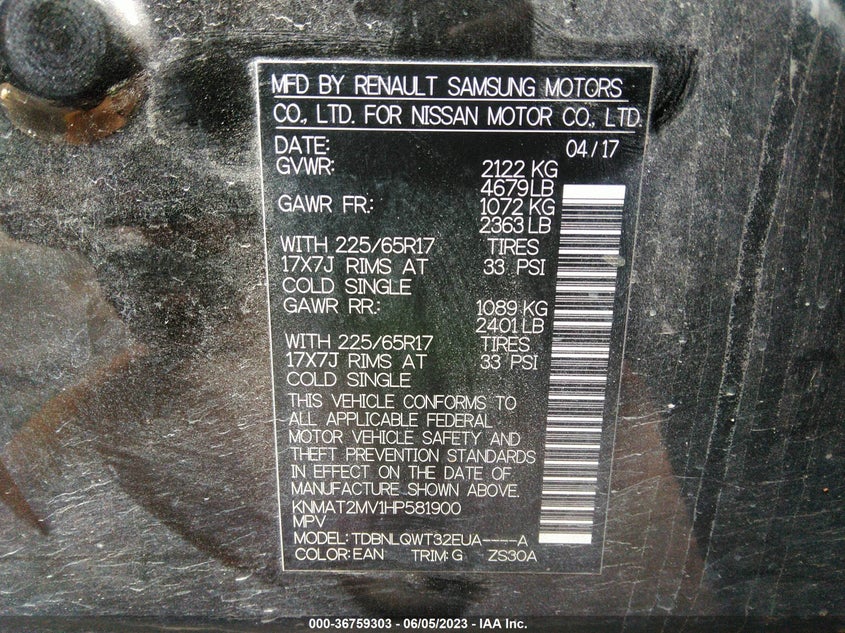 MFD BY RENAULT SAMSUNG MOTORS
CO., LTD. FOR NISSAN MOTOR CO., LTD.
DATE: 04/17
GVWR: 2122 KG
4679LB
GAWR FR.: 1072 KG
2363 LB
WITH 225/65R17 TIRES
17X7J RIMS AT 33 PSI
COLD SINGLE
GAWR RR.: 1089 KG
2401 LB
WITH 225/65R17 TIRES
17X7J RIMS AT 33 PSI
COLD SINGLE
THIS VEHICLE CONFORMS TO
ALL APPLICABLE FEDERAL
MOTOR VEHICLE SAFETY AND
THEFT PREVENTION STANDARDS
IN EFFECT ON THE DATE OF
MANUFACTURE SHOWN ABOVE.
KNMAT2MV1HP581900
MPV
MODEL: TDBNLQWT32EUA----A
COLOR: EAN TRIM: G ZS30A
000-36759303 - 06/05/2023 - IAA Inc.